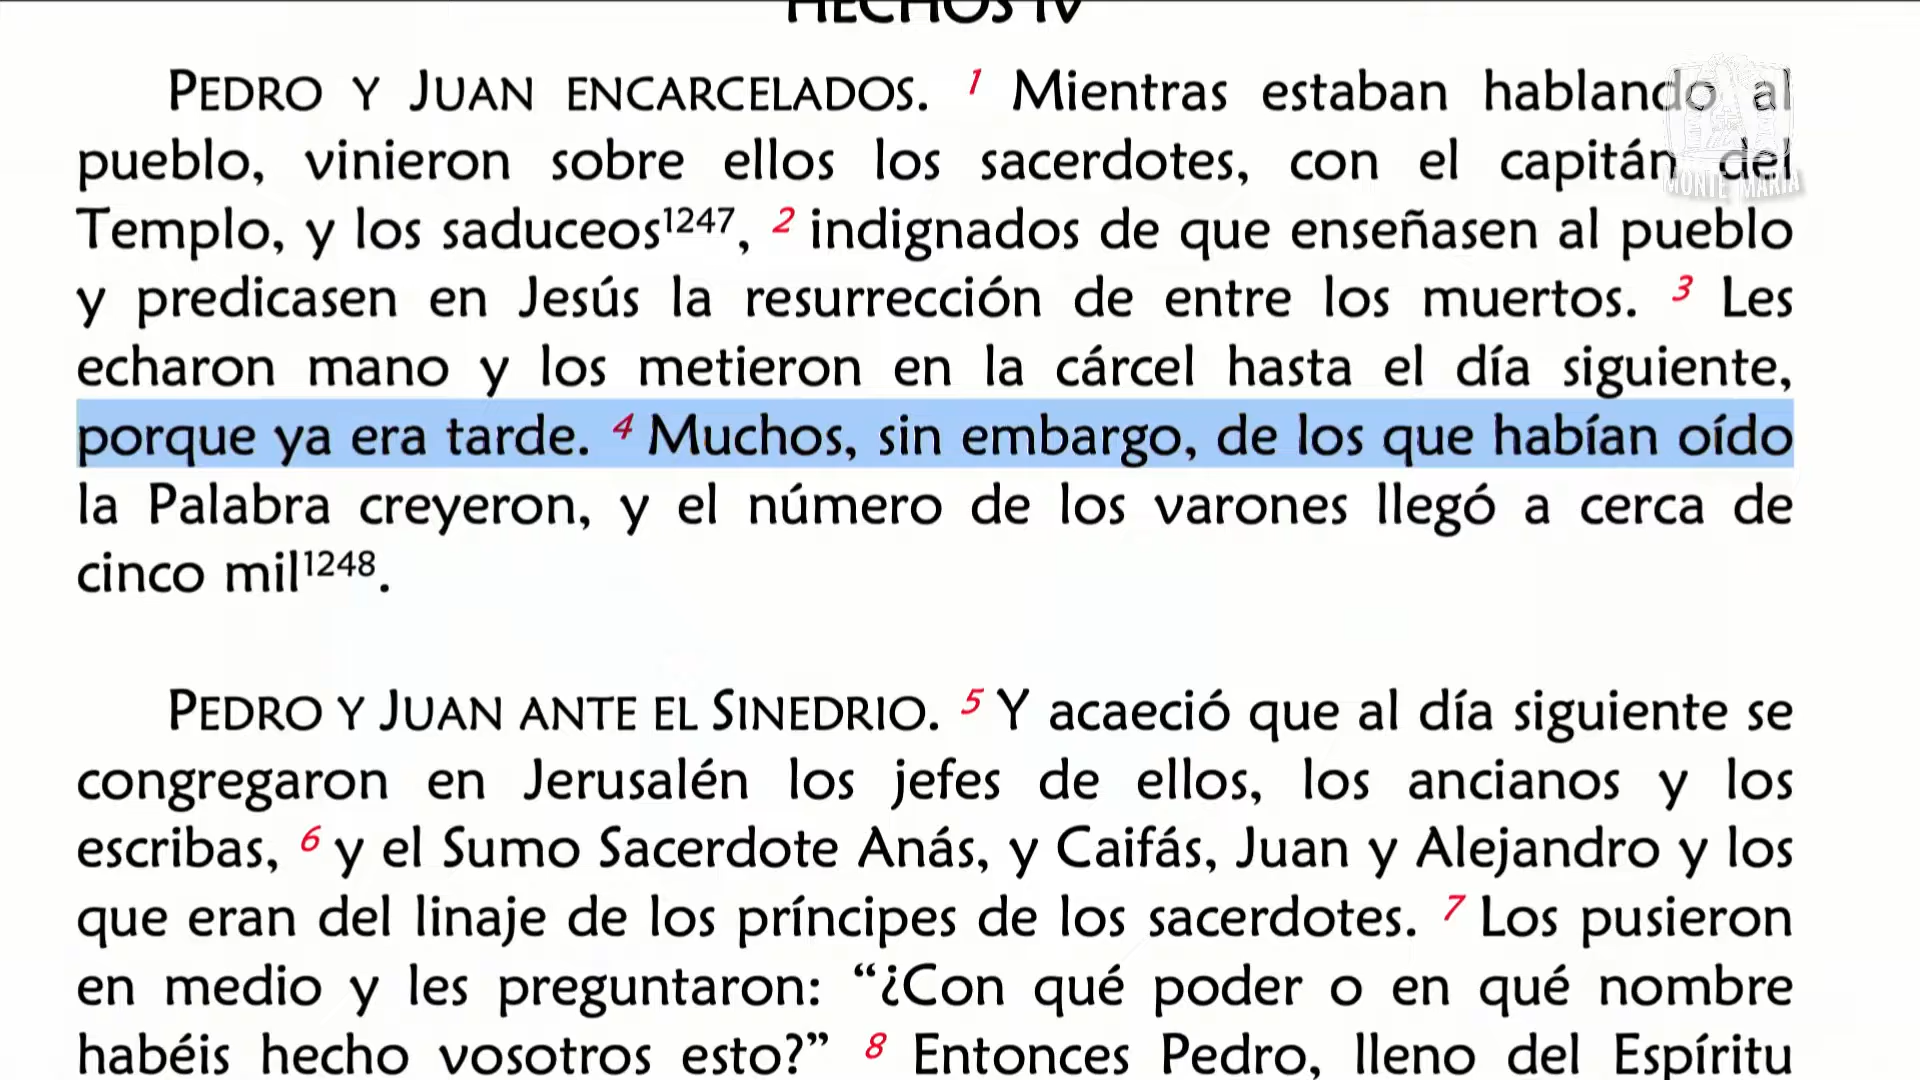 HECHOS IV
PEDRO Y JUAN ENCARCELADOS. 1 Mientras estaban hablando al
pueblo, vinieron sobre ellos los sacerdotes, con el capitán del
Templo, y los saduceos1247, 2 indignados de que enseñasen al pueblo
y predicasen en Jesús la resurrección de entre los muertos. 3 Les
echaron mano y los metieron en la cárcel hasta el día siguiente,
porque ya era tarde. 4 Muchos, sin embargo, de los que habían oído
la Palabra creyeron, y el número de los varones llegó a cerca de
cinco mil1248.
PEDRO Y JUAN ANTE EL SINEDRIO. 5 Y acaeció que al día siguiente se
congregaron en Jerusalén los jefes de ellos, los ancianos y los
escribas, 6 y el Sumo Sacerdote Anás, y Caifás, Juan y Alejandro y los
que eran del linaje de los príncipes de los sacerdotes. 7 Los pusieron
en medio y les preguntaron: “¿Con qué poder o en qué nombre
habéis hecho vosotros esto?” 8 Entonces Pedro, lleno del Espíritu
MONTE MARIA